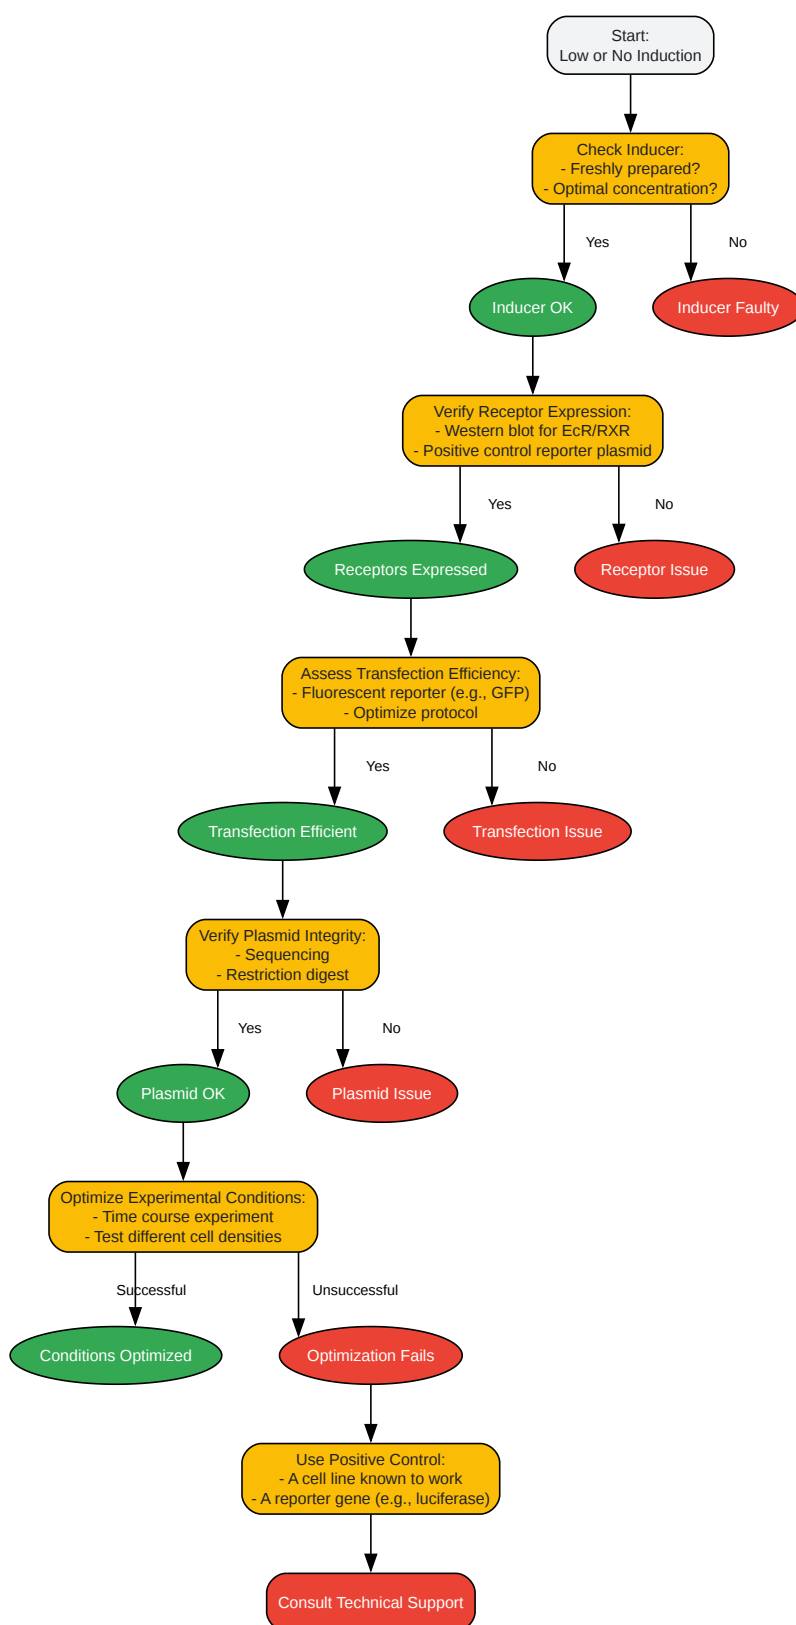 Start:
Low or No Induction
Check Inducer:
- Freshly prepared?
- Optimal concentration?
Yes
No
Inducer OK
Inducer Faulty
Verify Receptor Expression:
- Western blot for EcR/RXR
- Positive control reporter plasmid
Yes
No
Receptors Expressed
Receptor Issue
Assess Transfection Efficiency:
- Fluorescent reporter (e.g., GFP)
- Optimize protocol
Yes
No
Transfection Efficient
Transfection Issue
Verify Plasmid Integrity:
- Sequencing
- Restriction digest
Yes
No
Plasmid OK
Plasmid Issue
Optimize Experimental Conditions:
- Time course experiment
- Test different cell densities
Successful
Unsuccessful
Conditions Optimized
Optimization Fails
Use Positive Control:
- A cell line known to work
- A reporter gene (e.g., luciferase)
Consult Technical Support